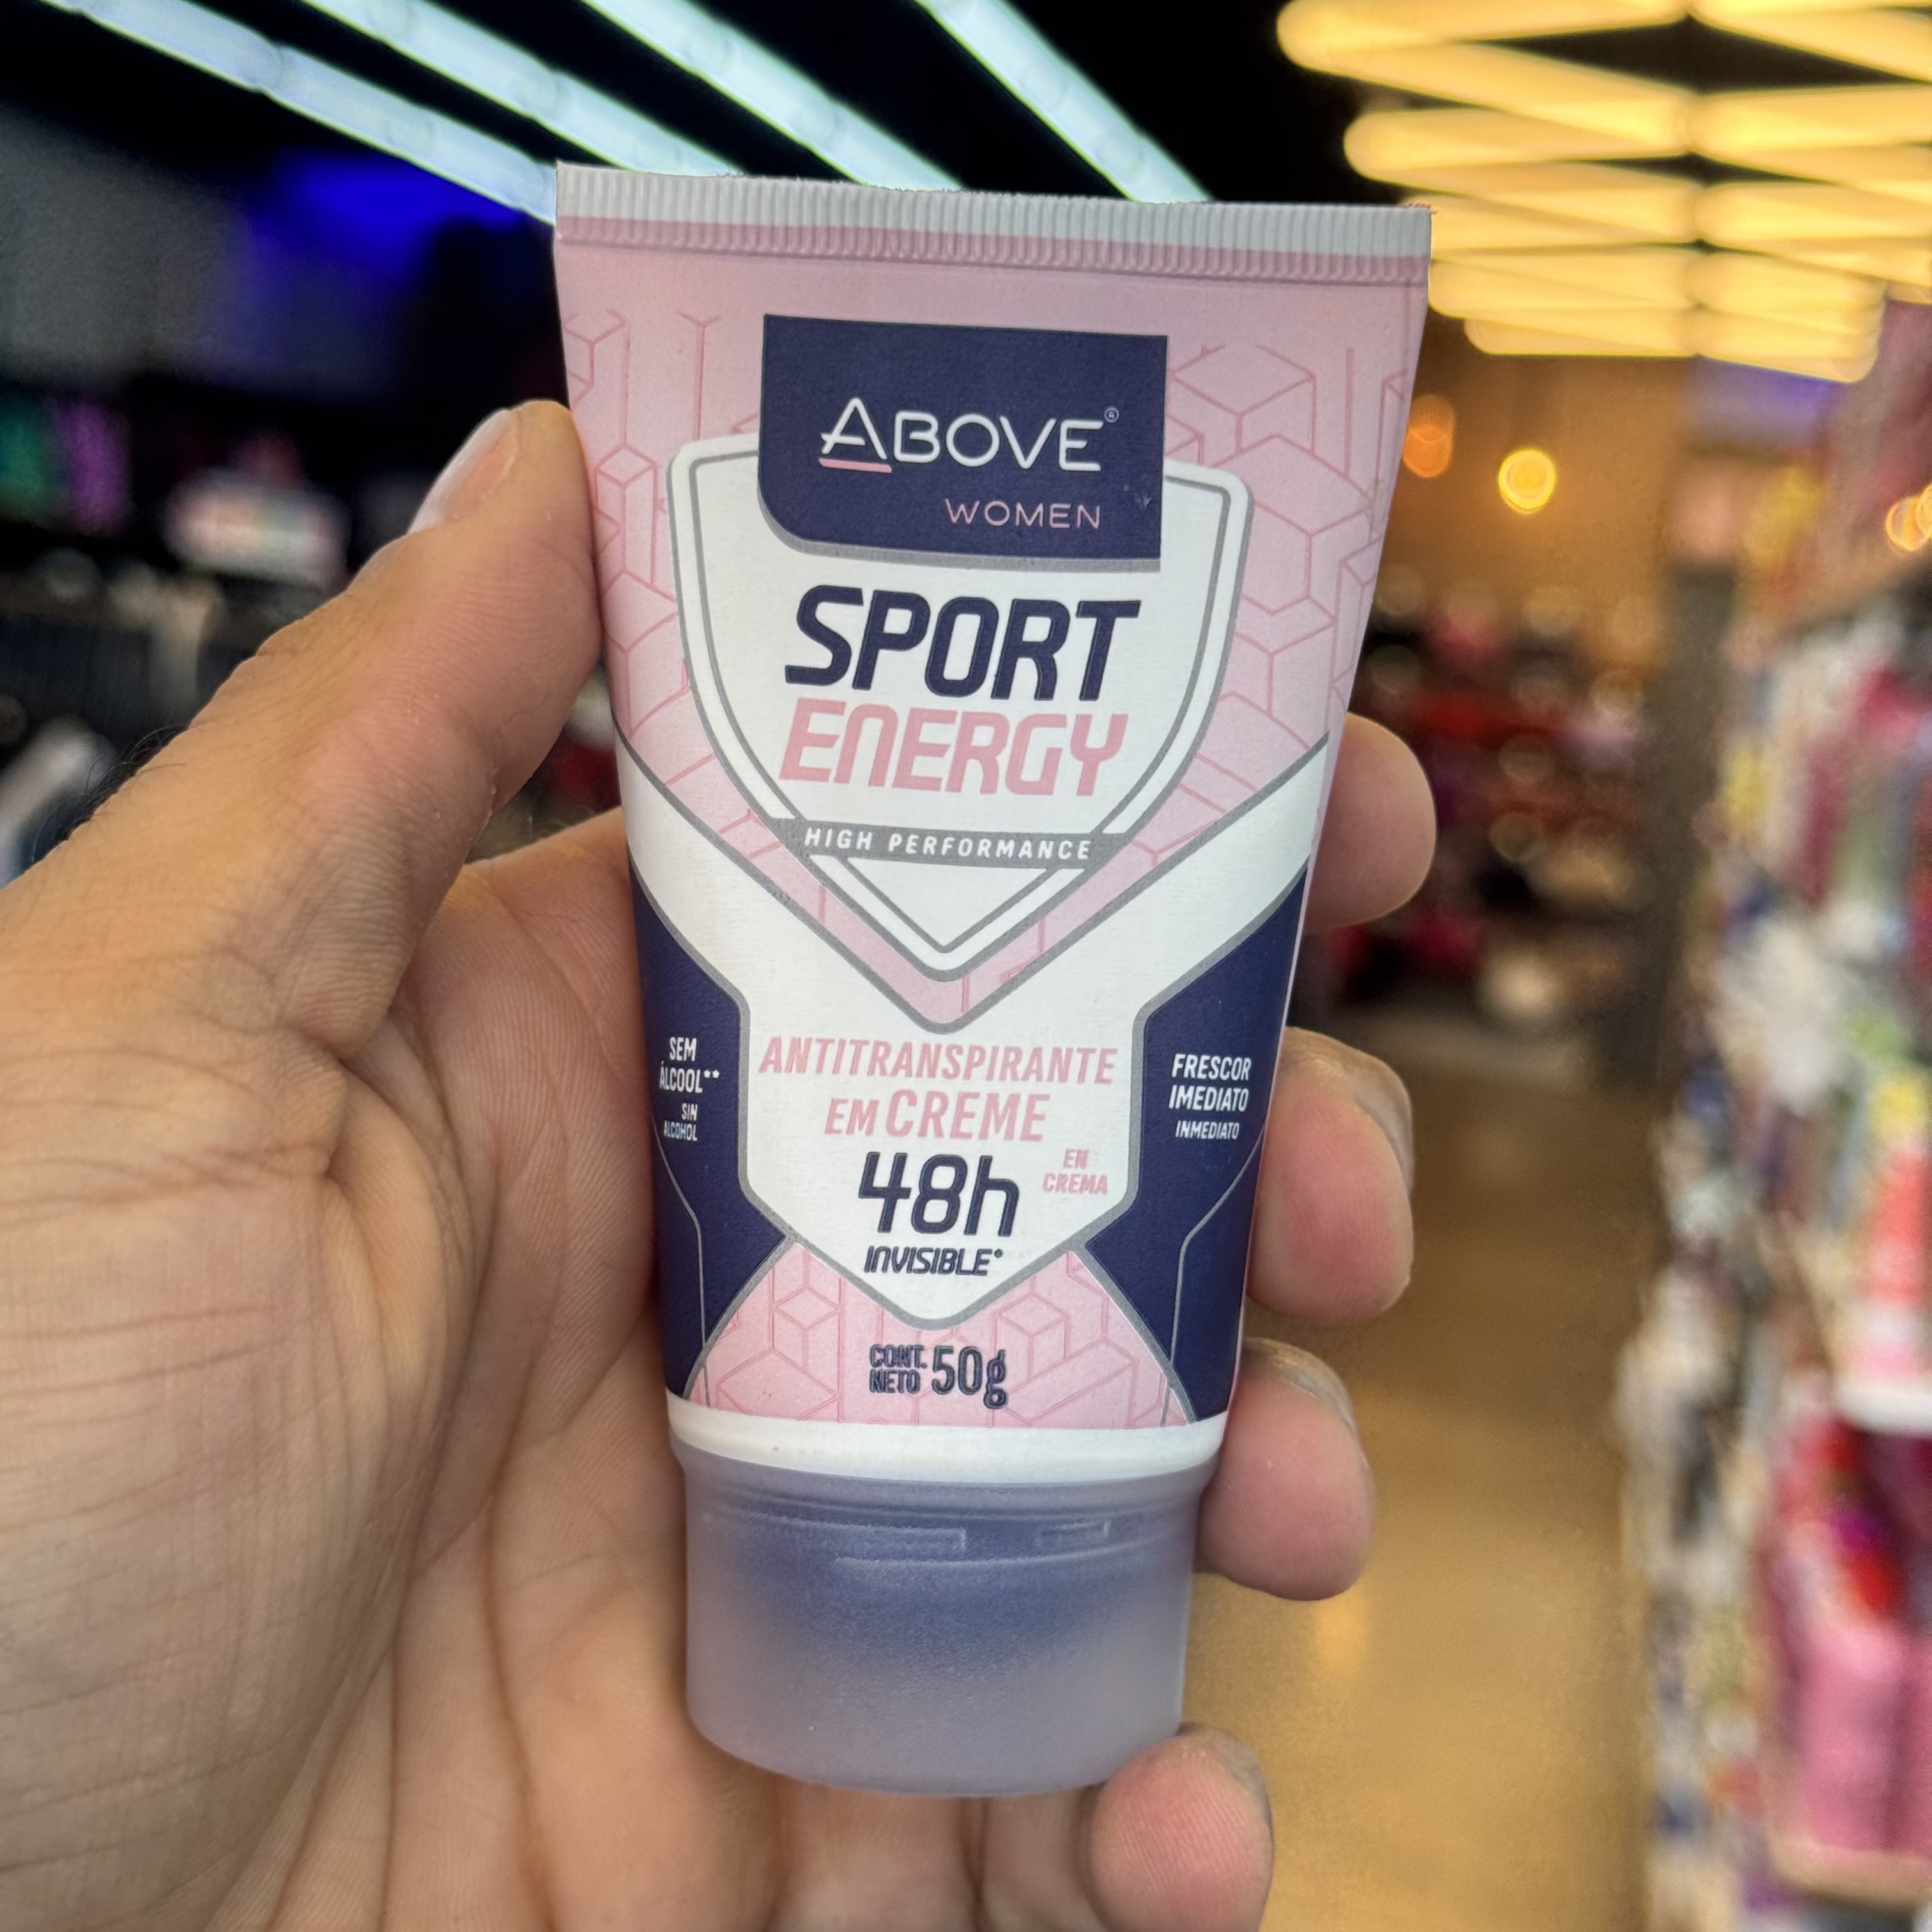 ABOVE®
WOMEN
SPORT
ENERGY
HIGH PERFORMANCE
SEM
ÁLCOOL**
SIN
ALCOHOL
ANTITRANSPIRANTE
EM CREME
EN
CREMA
48h
INVISIBLE*
FRESCOR
IMEDIATO
INMEDIATO
CONT.
NETO 50g